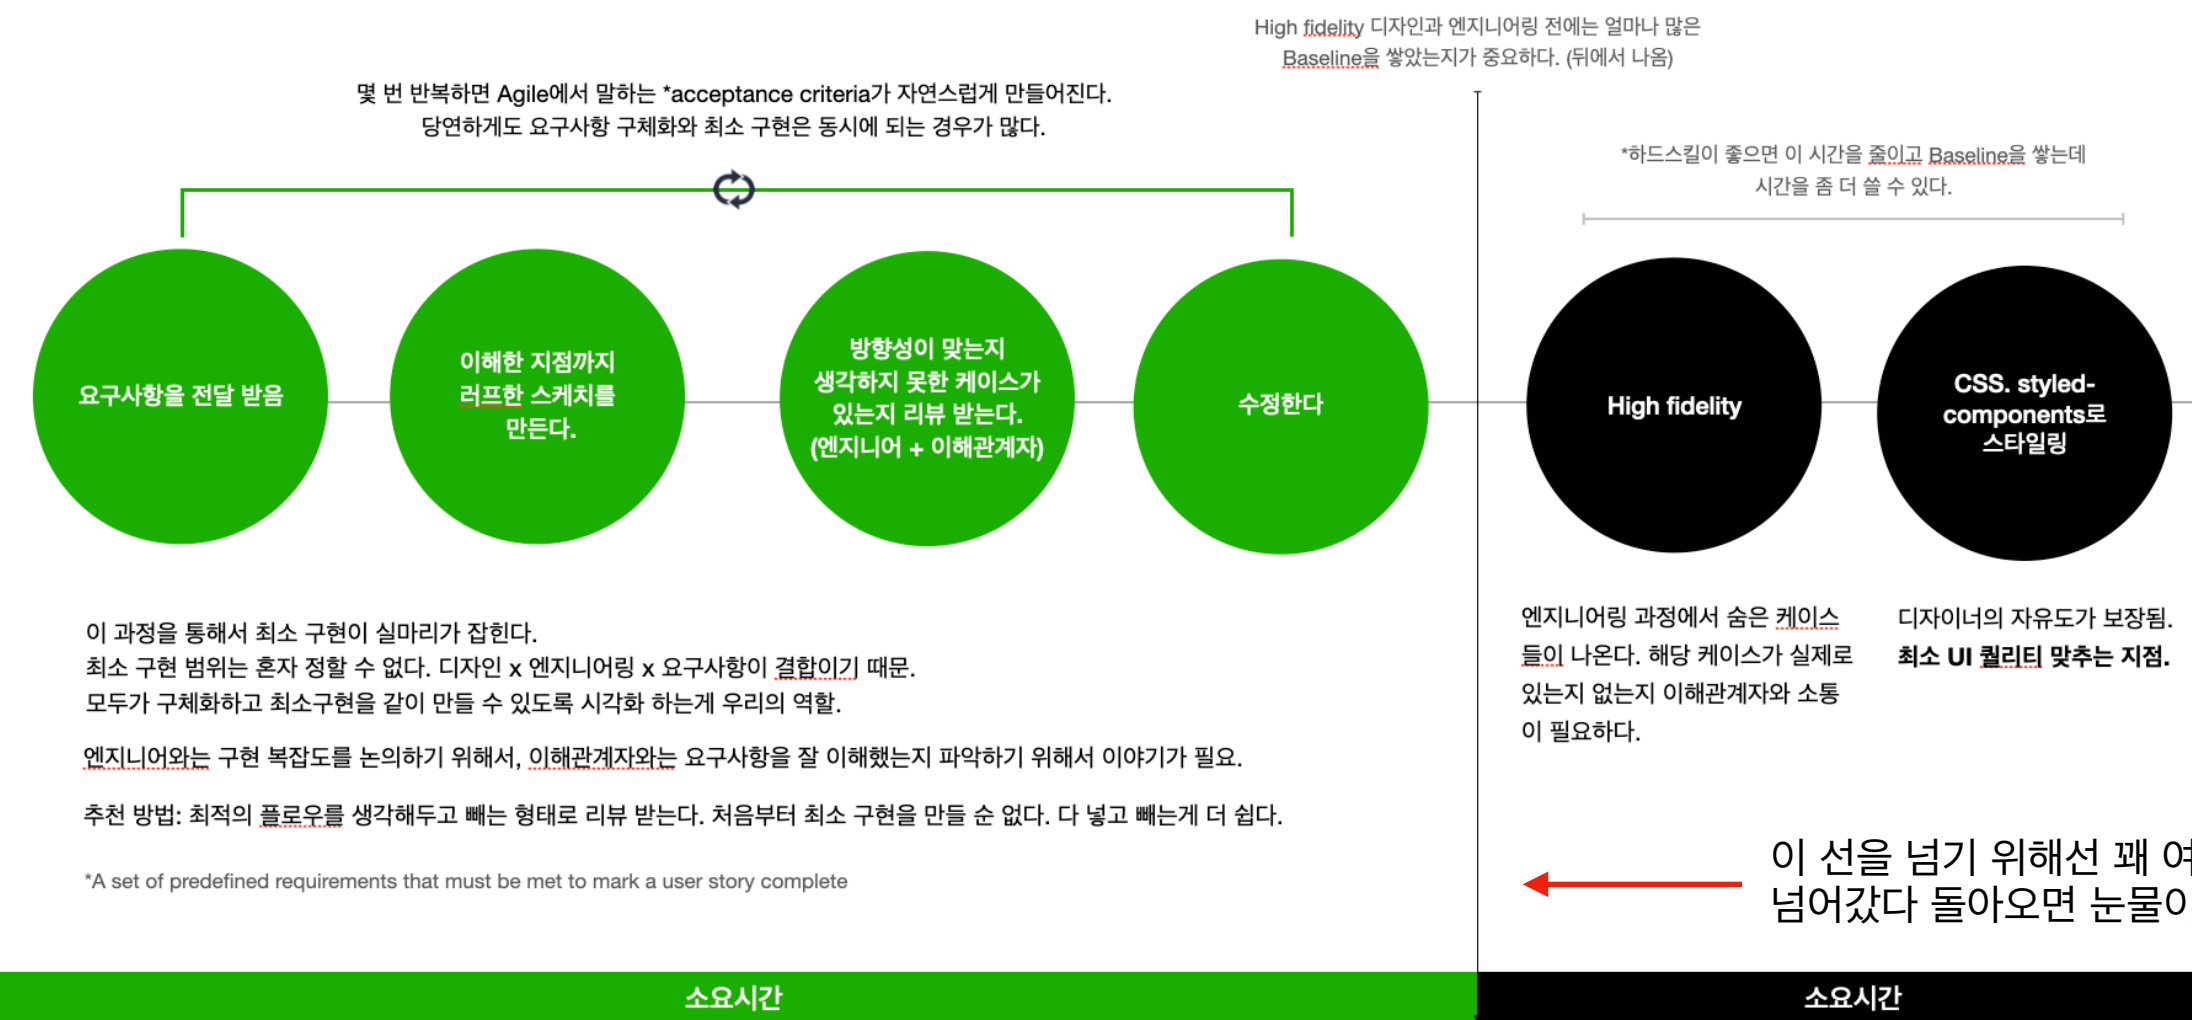 High fidelity 디자인과 엔지니어링 전에는 얼마나 많은
Baseline을 쌓았는지가 중요하다. (뒤에서 나옴)
몇 번 반복하면 Agile에서 말하는 *acceptance criteria가 자연스럽게 만들어진다.
당연하게도 요구사항 구체화와 최소 구현은 동시에 되는 경우가 많다.
*하드스킬이 좋으면 이 시간을 줄이고 Baseline을 쌓는데
시간을 좀 더 쓸 수 있다.
요구사항을 전달 받음
이해한 지점까지
러프한 스케치를
만든다.
방향성이 맞는지
생각하지 못한 케이스가
있는지 리뷰 받는다.
(엔지니어 + 이해관계자)
수정한다
High fidelity
CSS. styled-
components로
스타일링
이 과정을 통해서 최소 구현이 실마리가 잡힌다.
최소 구현 범위는 혼자 정할 수 없다. 디자인 x 엔지니어링 x 요구사항이 결합이기 때문.
모두가 구체화하고 최소구현을 같이 만들 수 있도록 시각화 하는게 우리의 역할.
엔지니어와는 구현 복잡도를 논의하기 위해서, 이해관계자와는 요구사항을 잘 이해했는지 파악하기 위해서 이야기가 필요.
추천 방법: 최적의 플로우를 생각해두고 빼는 형태로 리뷰 받는다. 처음부터 최소 구현을 만들 순 없다. 다 넣고 빼는게 더 쉽다.
*A set of predefined requirements that must be met to mark a user story complete
엔지니어링 과정에서 숨은 케이스
들이 나온다. 해당 케이스가 실제로
있는지 없는지 이해관계자와 소통
이 필요하다.
디자이너의 자유도가 보장됨.
최소 UI 퀄리티 맞추는 지점.
이 선을 넘기 위해선 꽤 여
넘어갔다 돌아오면 눈물이
소요시간
소요시간